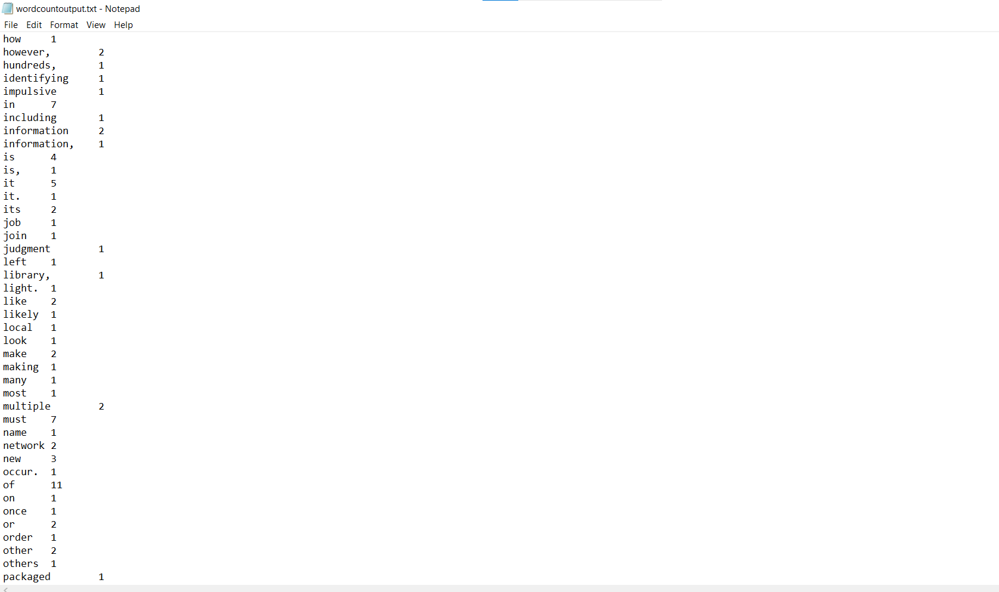 wordcountoutput.txt - Notepad
File Edit Format View Help
how 1
however, 2
hundreds, 1
identifying 1
impulsive 1
in 7
including 1
information 2
information, 1
is 4
is, 1
it 5
it. 1
its 2
job 1
join 1
judgment 1
left 1
library, 1
light. 1
like 2
likely 1
local 1
look 1
make 2
making 1
many 1
most 1
multiple 2
must 7
name 1
network 2
new 3
occur. 1
of 11
on 1
once 1
or 2
order 1
other 2
others 1
packaged 1